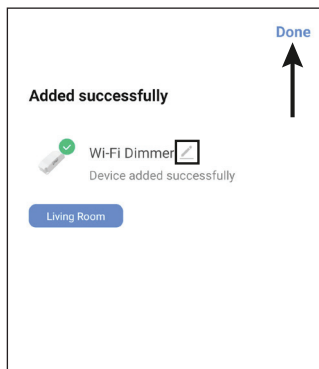 Done
Added successfully
Wi-Fi Dimmer
Device added successfully
Living Room